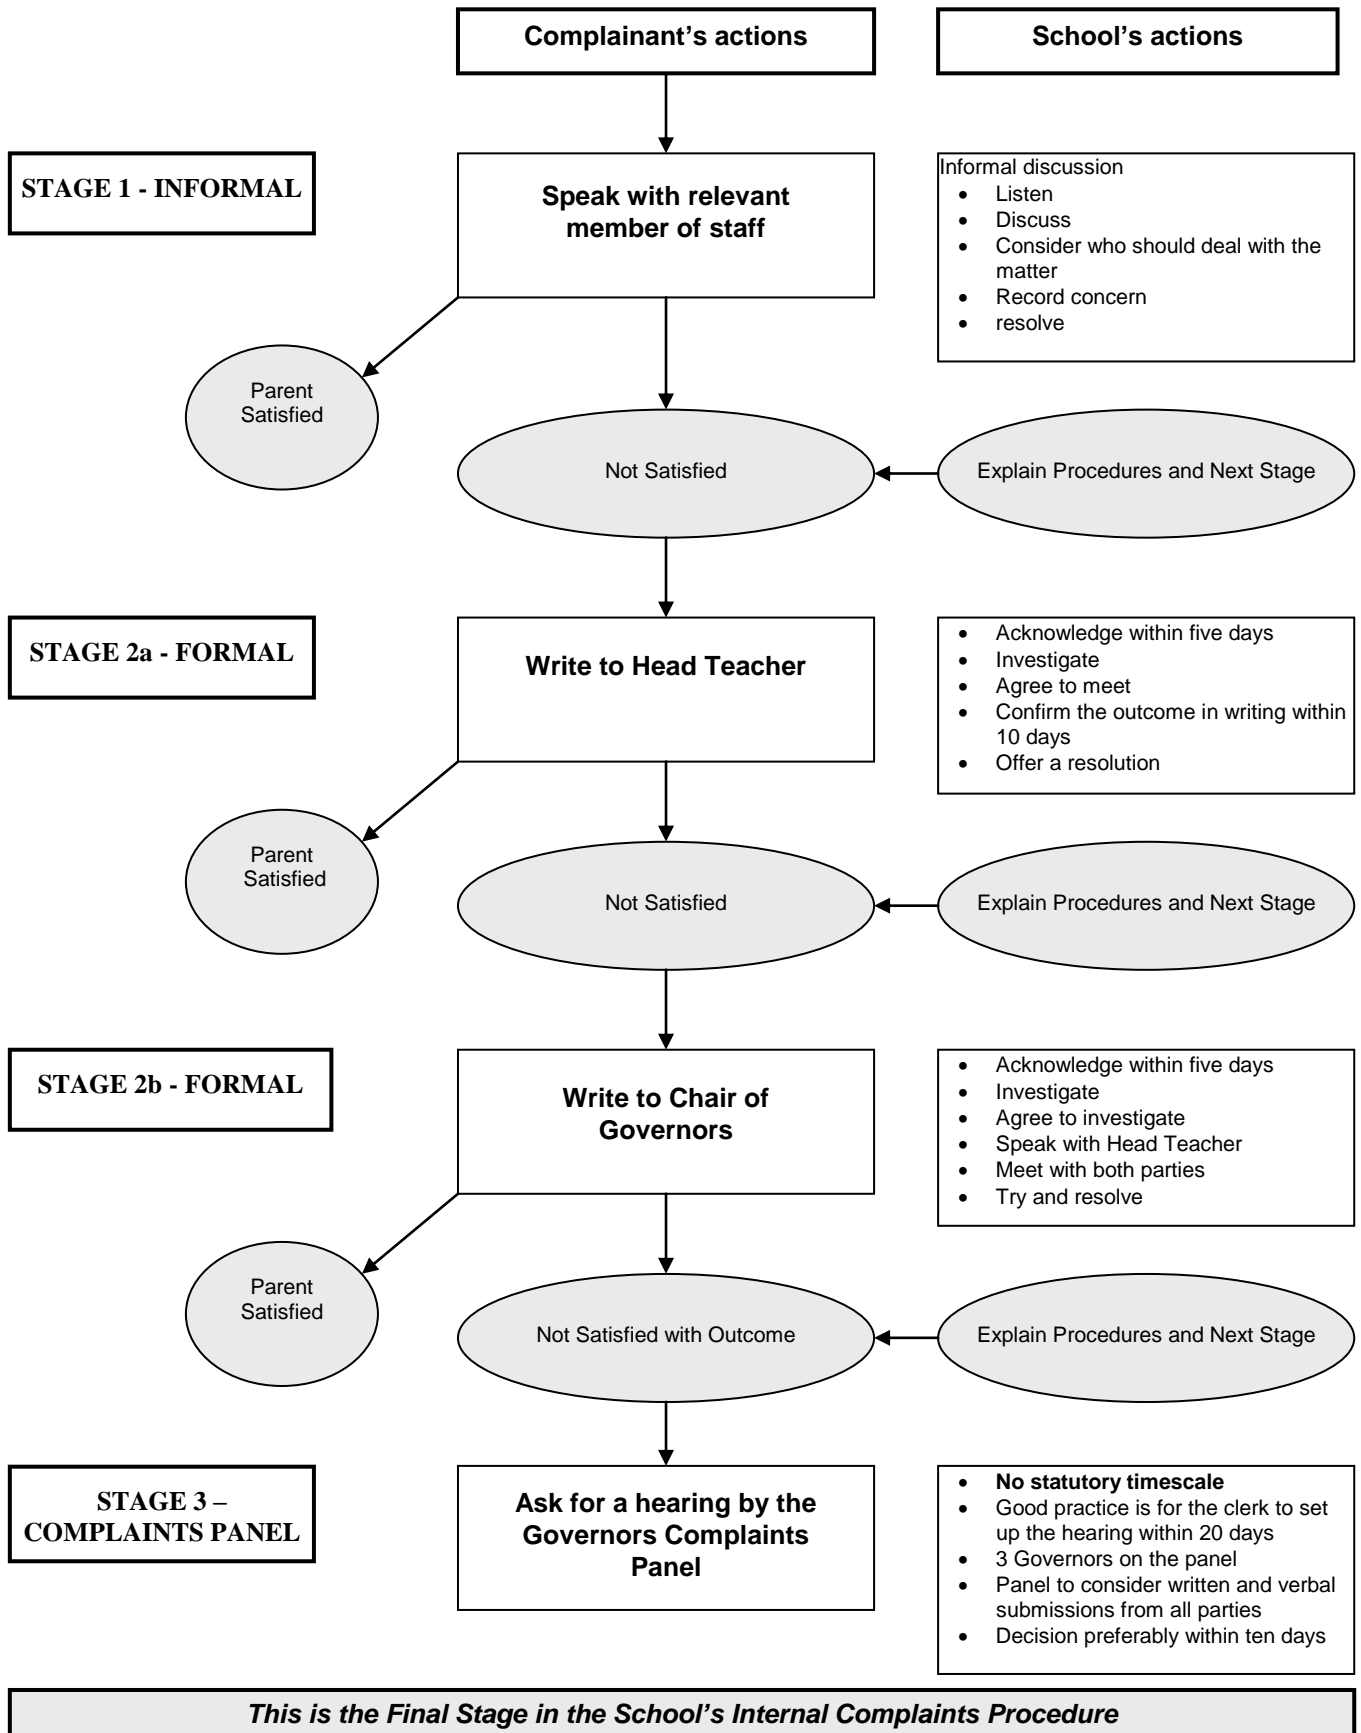 Complainant’s actions
School’s actions
STAGE 1 - INFORMAL
Speak with relevant
member of staff
Informal discussion
• Listen
• Discuss
• Consider who should deal with the
matter
• Record concern
• resolve
Parent
Satisfied
Not Satisfied
Explain Procedures and Next Stage
STAGE 2a - FORMAL
Write to Head Teacher
• Acknowledge within five days
• Investigate
• Agree to meet
• Confirm the outcome in writing within
10 days
• Offer a resolution
Parent
Satisfied
Not Satisfied
Explain Procedures and Next Stage
STAGE 2b - FORMAL
Write to Chair of
Governors
• Acknowledge within five days
• Investigate
• Agree to investigate
• Speak with Head Teacher
• Meet with both parties
• Try and resolve
Parent
Satisfied
Not Satisfied with Outcome
Explain Procedures and Next Stage
STAGE 3 –
COMPLAINTS PANEL
Ask for a hearing by the
Governors Complaints
Panel
• No statutory timescale
• Good practice is for the clerk to set
up the hearing within 20 days
• 3 Governors on the panel
• Panel to consider written and verbal
submissions from all parties
• Decision preferably within ten days
This is the Final Stage in the School’s Internal Complaints Procedure